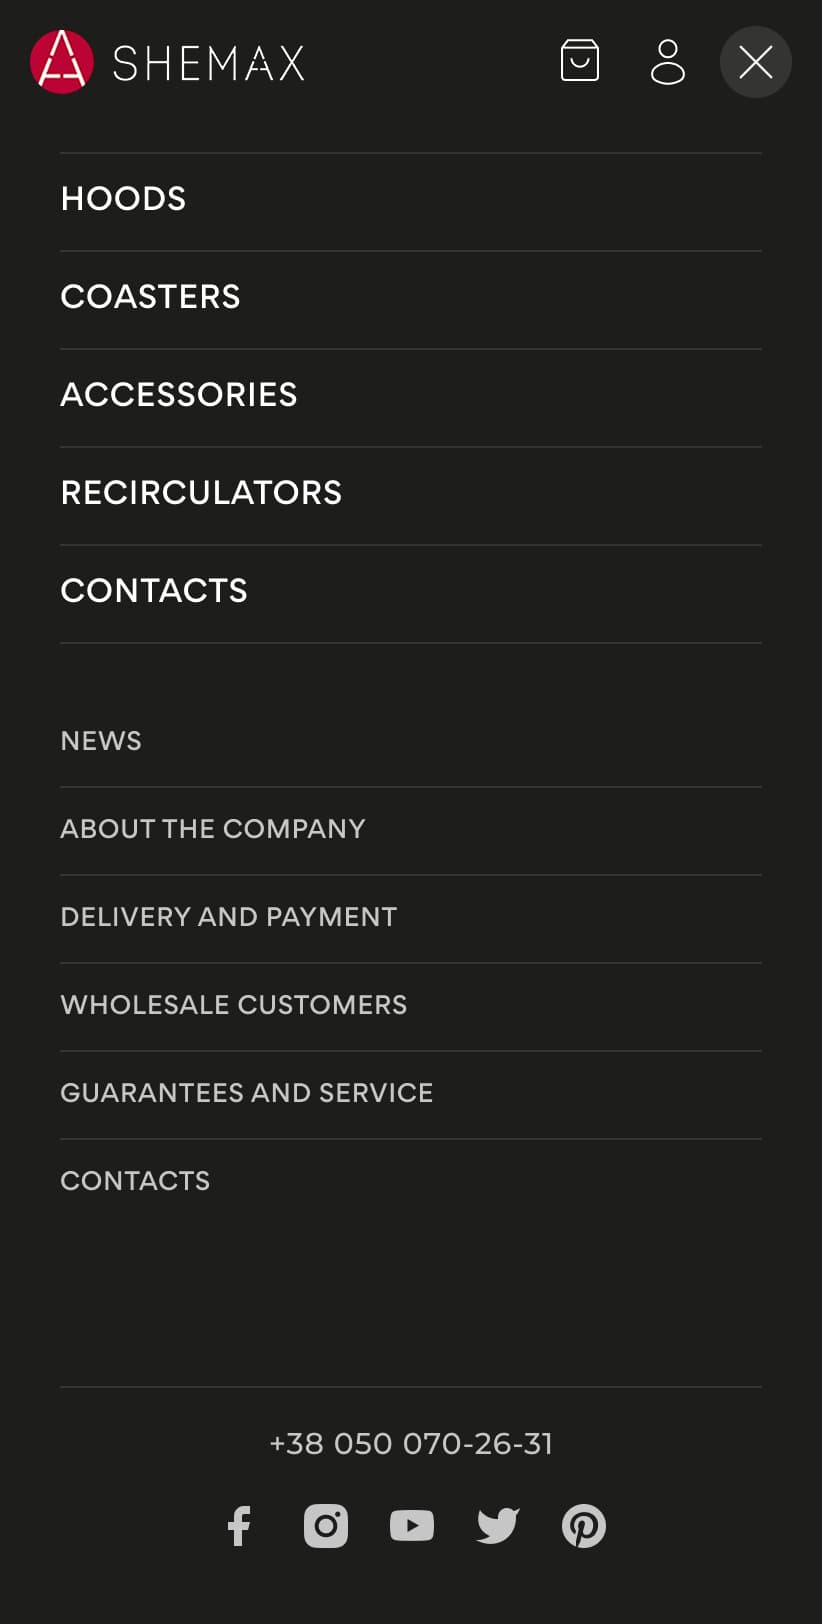 SHEMAX
HOODS
COASTERS
ACCESSORIES
RECIRCULATORS
CONTACTS
NEWS
ABOUT THE COMPANY
DELIVERY AND PAYMENT
WHOLESALE CUSTOMERS
GUARANTEES AND SERVICE
CONTACTS
+38 050 070-26-31